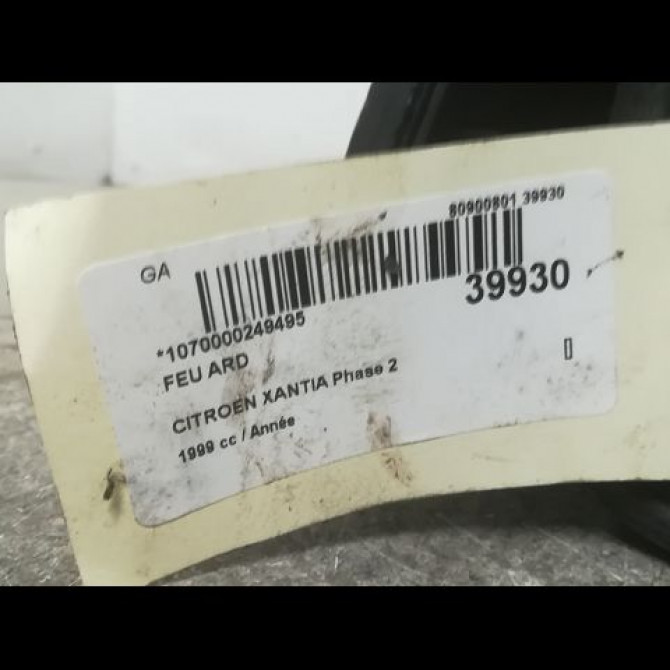 GA
80900801 39930
39930
*1070000249495
FEU ARD
CITROEN XANTIA Phase 2
1999 cc / Année